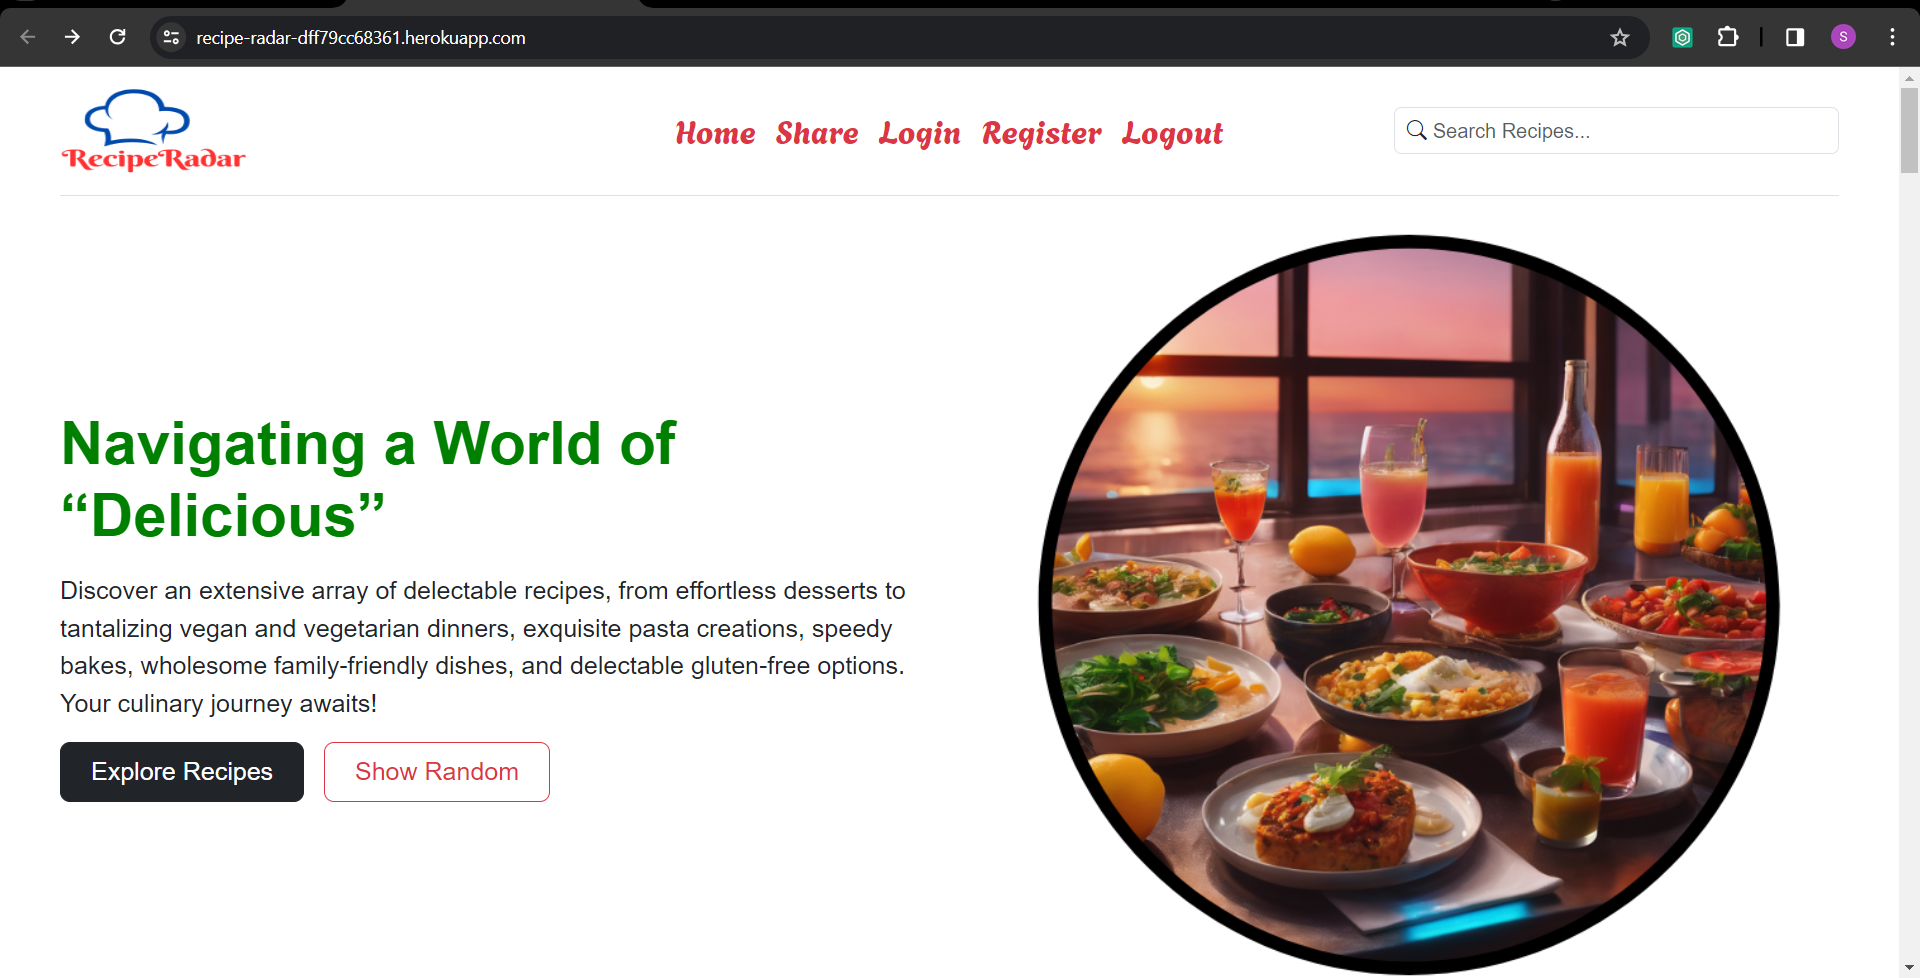 recipe-radar-dff79cc68361.herokuapp.com
S
RecipeRadar
Home Share Login Register Logout
Search Recipes...
Navigating a World of
“Delicious”
Discover an extensive array of delectable recipes, from effortless desserts to
tantalizing vegan and vegetarian dinners, exquisite pasta creations, speedy
bakes, wholesome family-friendly dishes, and delectable gluten-free options.
Your culinary journey awaits!
Explore Recipes
Show Random